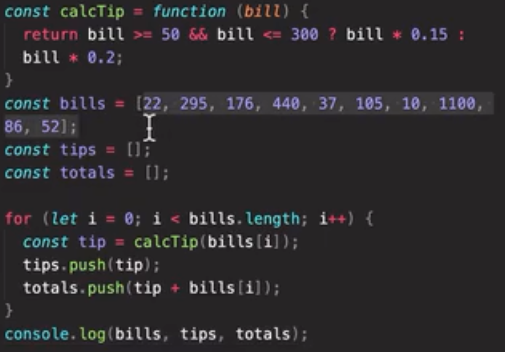 const calcTip = function (bill) {
  return bill >= 50 && bill <= 300 ? bill * 0.15 :
  bill * 0.2;
}
const bills = [22, 295, 176, 440, 37, 105, 10, 1100,
86, 52];
const tips = [];
const totals = [];

for (let i = 0; i < bills.length; i++) {
  const tip = calcTip(bills[i]);
  tips.push(tip);
  totals.push(tip + bills[i]);
}
console.log(bills, tips, totals);